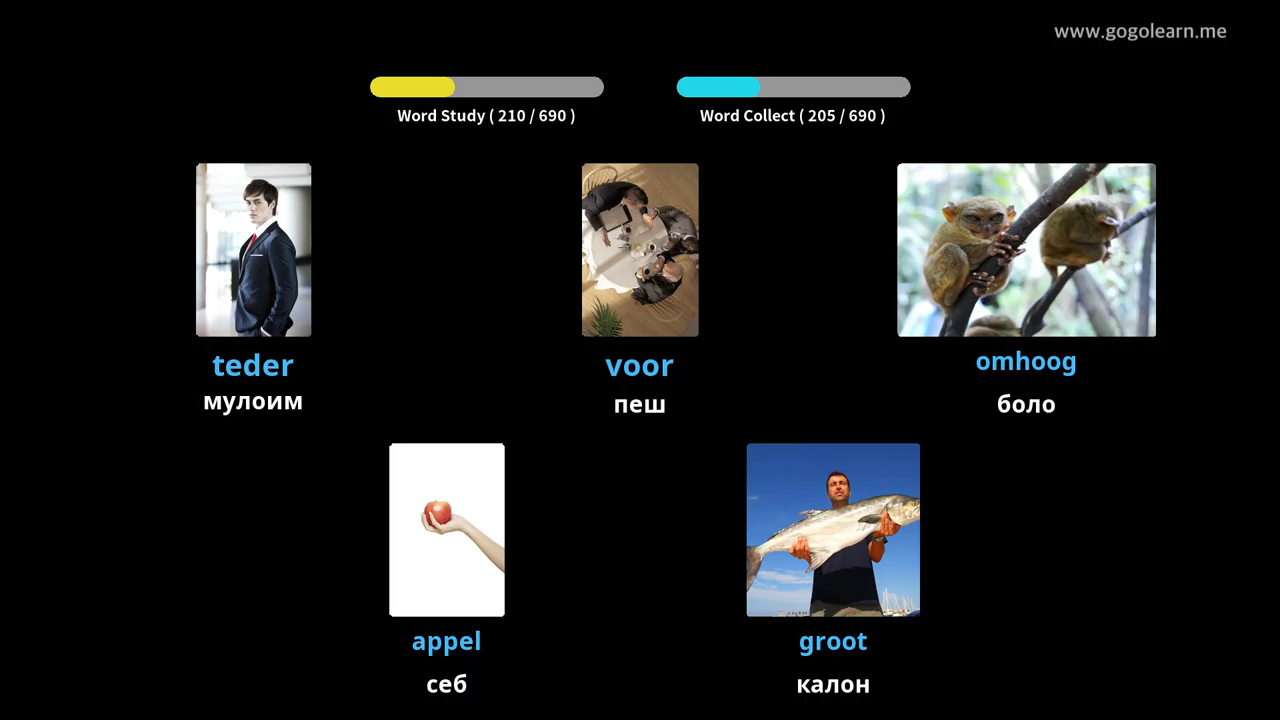 www.gogolearn.me
Word Study ( 210 / 690 )
Word Collect ( 205 / 690 )
teder
мулоим
voor
пеш
omhoog
боло
appel
себ
groot
калон